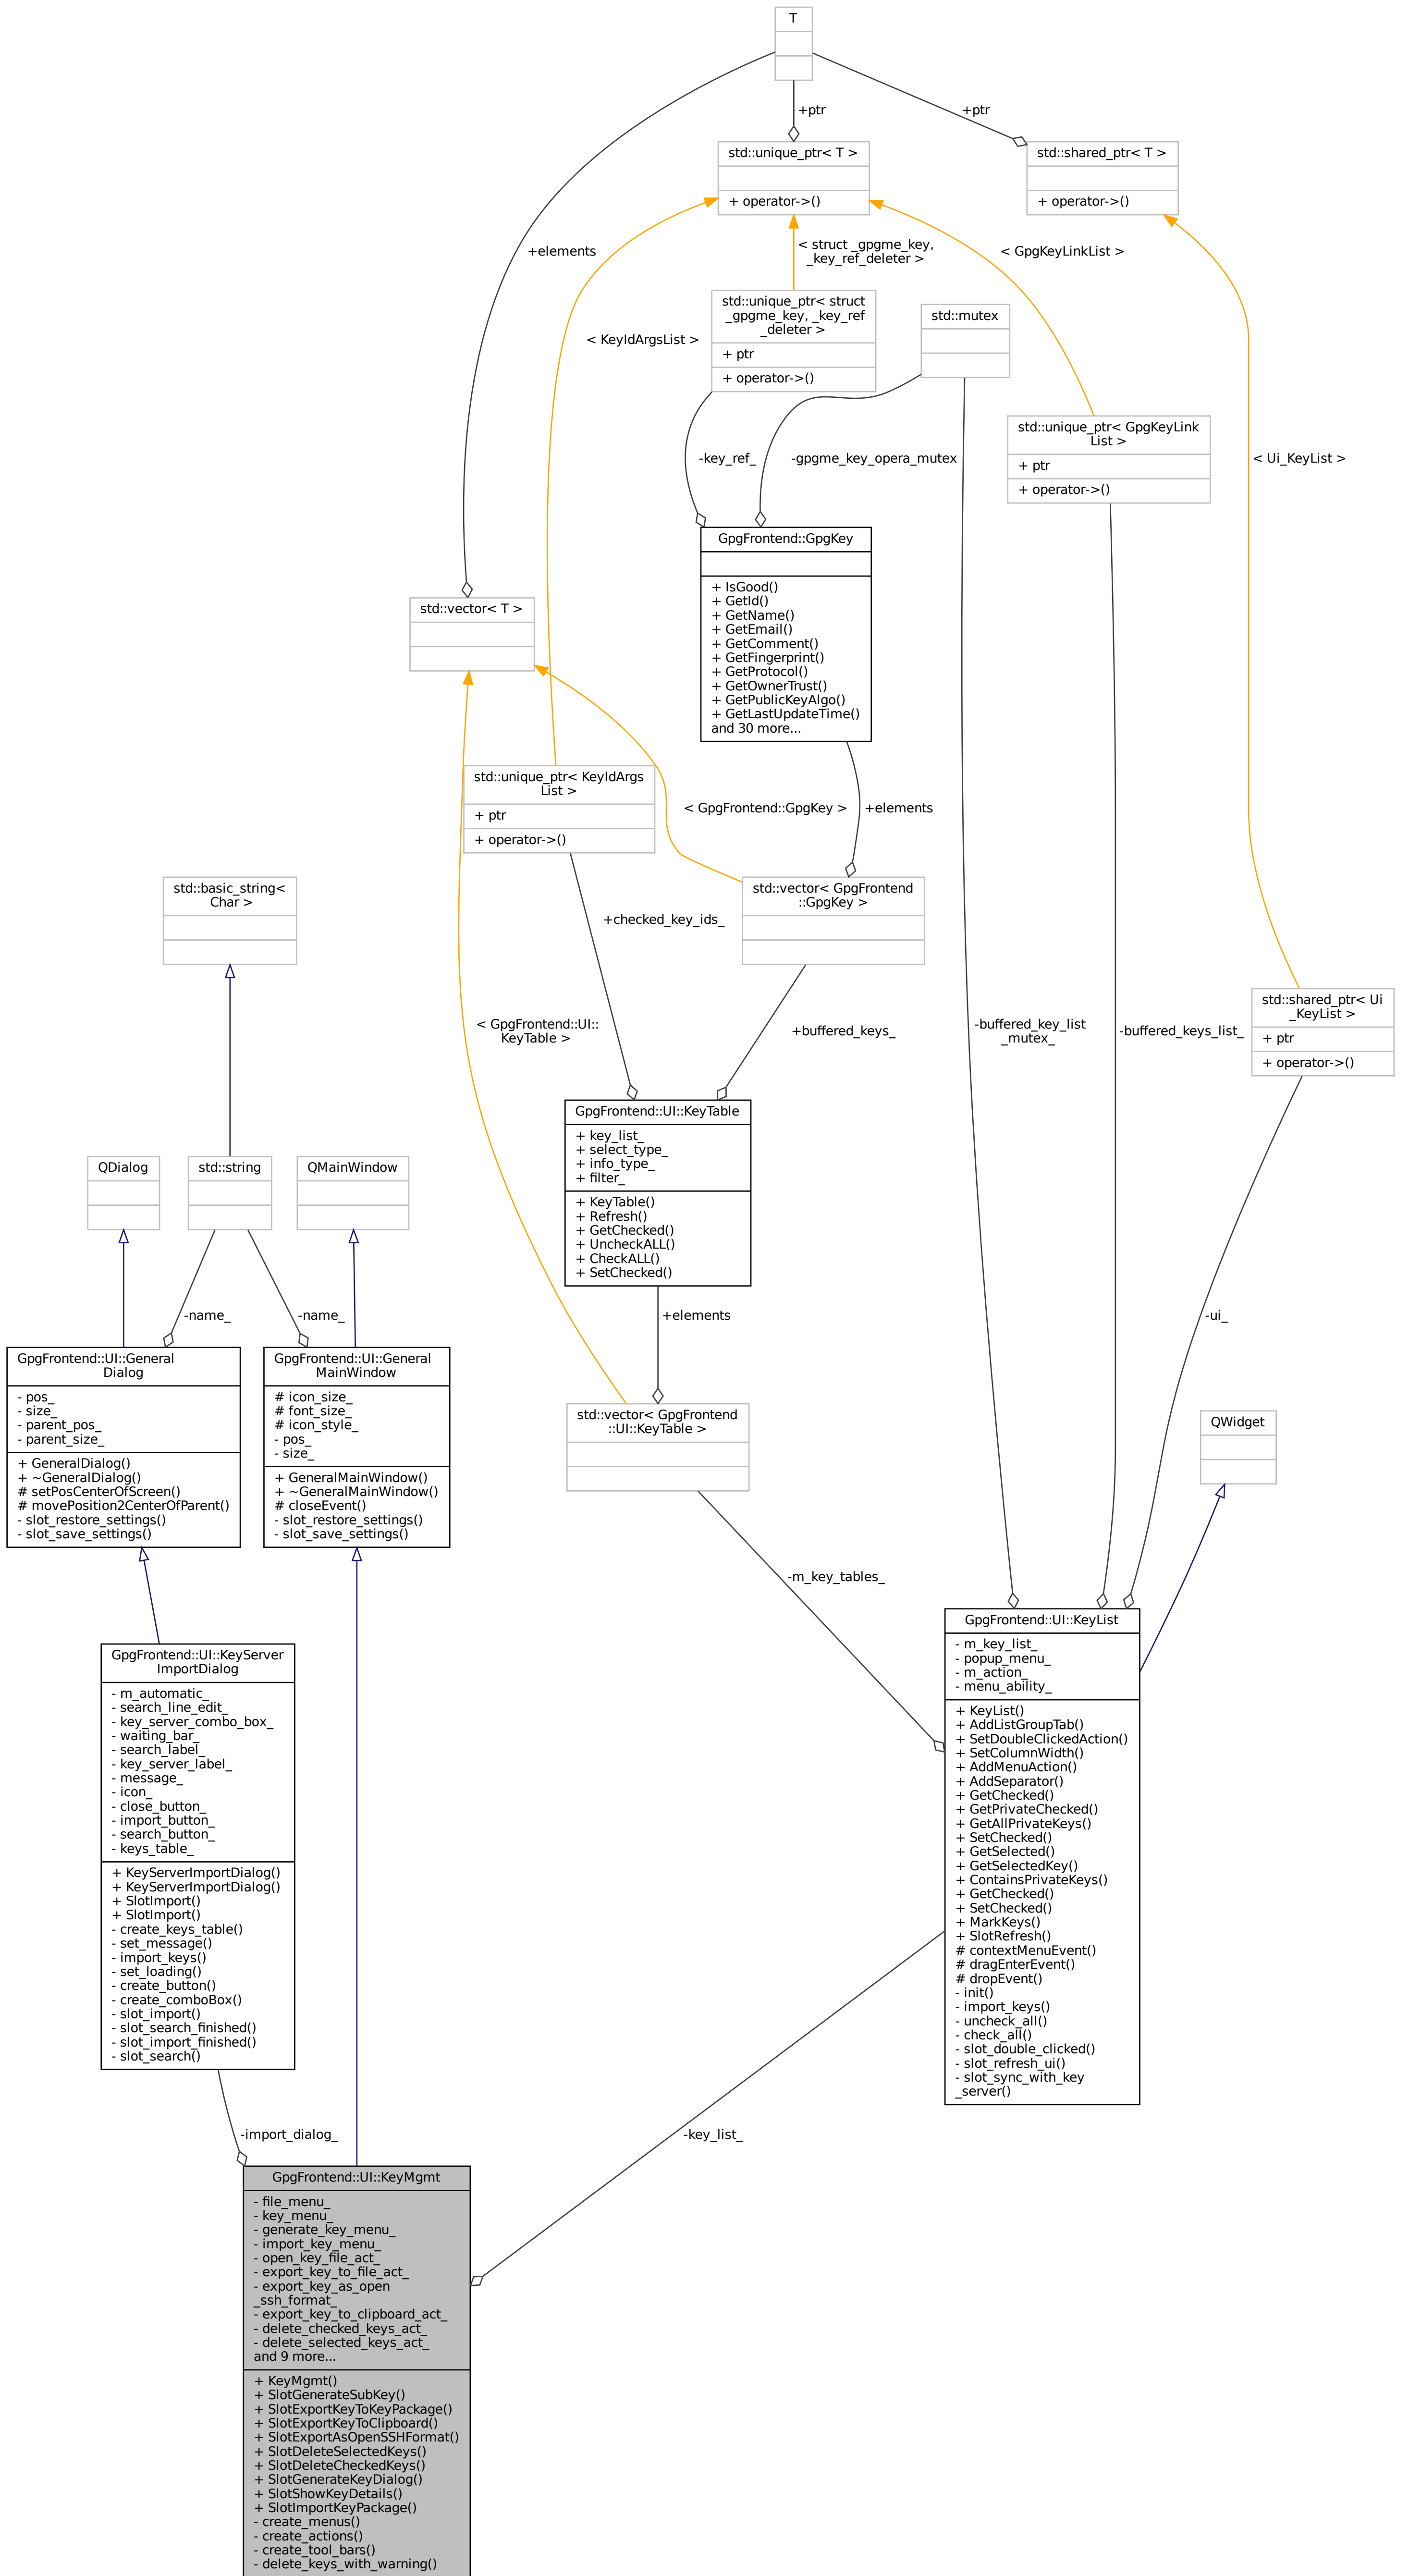 T
+ptr
+ptr
std::unique_ptr< T >
+ operator->()
std::shared_ptr< T >
+ operator->()
+elements
< struct _gpgme_key,
_key_ref_deleter >
< GpgKeyLinkList >
std::unique_ptr< struct
_gpgme_key, _key_ref
_deleter >
+ ptr
+ operator->()
std::mutex
< KeyIdArgsList >
std::unique_ptr< GpgKeyLink
List >
+ ptr
+ operator->()
-key_ref_
-gpgme_key_opera_mutex
< Ui_KeyList >
GpgFrontend::GpgKey
+ IsGood()
+ GetId()
+ GetName()
+ GetEmail()
+ GetComment()
+ GetFingerprint()
+ GetProtocol()
+ GetOwnerTrust()
+ GetPublicKeyAlgo()
+ GetLastUpdateTime()
and 30 more...
std::vector< T >
std::unique_ptr< KeyIdArgs
List >
+ ptr
+ operator->()
< GpgFrontend::GpgKey >
+elements
std::basic_string<
Char >
std::vector< GpgFrontend
::GpgKey >
+checked_key_ids_
< GpgFrontend::UI::
KeyTable >
+buffered_keys_
-buffered_key_list
_mutex_
-buffered_keys_list_
std::shared_ptr< Ui
_KeyList >
+ ptr
+ operator->()
GpgFrontend::UI::KeyTable
+ key_list_
+ select_type_
+ info_type_
+ filter_
+ KeyTable()
+ Refresh()
+ GetChecked()
+ UncheckALL()
+ CheckALL()
+ SetChecked()
QDialog
std::string
QMainWindow
-name_
-name_
+elements
-ui_
GpgFrontend::UI::General
Dialog
- pos_
- size_
- parent_pos_
- parent_size_
+ GeneralDialog()
+ ~GeneralDialog()
# setPosCenterOfScreen()
# movePosition2CenterOfParent()
- slot_restore_settings()
- slot_save_settings()
GpgFrontend::UI::General
MainWindow
# icon_size_
# font_size_
# icon_style_
- pos_
- size_
+ GeneralMainWindow()
+ ~GeneralMainWindow()
# closeEvent()
- slot_restore_settings()
- slot_save_settings()
std::vector< GpgFrontend
::UI::KeyTable >
QWidget
-m_key_tables_
GpgFrontend::UI::KeyServer
ImportDialog
- m_automatic_
- search_line_edit_
- key_server_combo_box_
- waiting_bar_
- search_label_
- key_server_label_
- message_
- icon_
- close_button_
- import_button_
- search_button_
- keys_table_
+ KeyServerImportDialog()
+ KeyServerImportDialog()
+ SlotImport()
+ SlotImport()
- create_keys_table()
- set_message()
- import_keys()
- set_loading()
- create_button()
- create_comboBox()
- slot_import()
- slot_search_finished()
- slot_import_finished()
- slot_search()
GpgFrontend::UI::KeyList
- m_key_list_
- popup_menu_
- m_action_
- menu_ability_
+ KeyList()
+ AddListGroupTab()
+ SetDoubleClickedAction()
+ SetColumnWidth()
+ AddMenuAction()
+ AddSeparator()
+ GetChecked()
+ GetPrivateChecked()
+ GetAllPrivateKeys()
+ SetChecked()
+ GetSelected()
+ GetSelectedKey()
+ ContainsPrivateKeys()
+ GetChecked()
+ SetChecked()
+ MarkKeys()
+ SlotRefresh()
# contextMenuEvent()
# dragEnterEvent()
# dropEvent()
- init()
- import_keys()
- uncheck_all()
- check_all()
- slot_double_clicked()
- slot_refresh_ui()
- slot_sync_with_key
_server()
-import_dialog_
-key_list_
GpgFrontend::UI::KeyMgmt
- file_menu_
- key_menu_
- generate_key_menu_
- import_key_menu_
- open_key_file_act_
- export_key_to_file_act_
- export_key_as_open
_ssh_format_
- export_key_to_clipboard_act_
- delete_checked_keys_act_
- delete_selected_keys_act_
and 9 more...
+ KeyMgmt()
+ SlotGenerateSubKey()
+ SlotExportKeyToKeyPackage()
+ SlotExportKeyToClipboard()
+ SlotExportAsOpenSSHFormat()
+ SlotDeleteSelectedKeys()
+ SlotDeleteCheckedKeys()
+ SlotGenerateKeyDialog()
+ SlotShowKeyDetails()
+ SlotImportKeyPackage()
- create_menus()
- create_actions()
- create_tool_bars()
- delete_keys_with_warning()